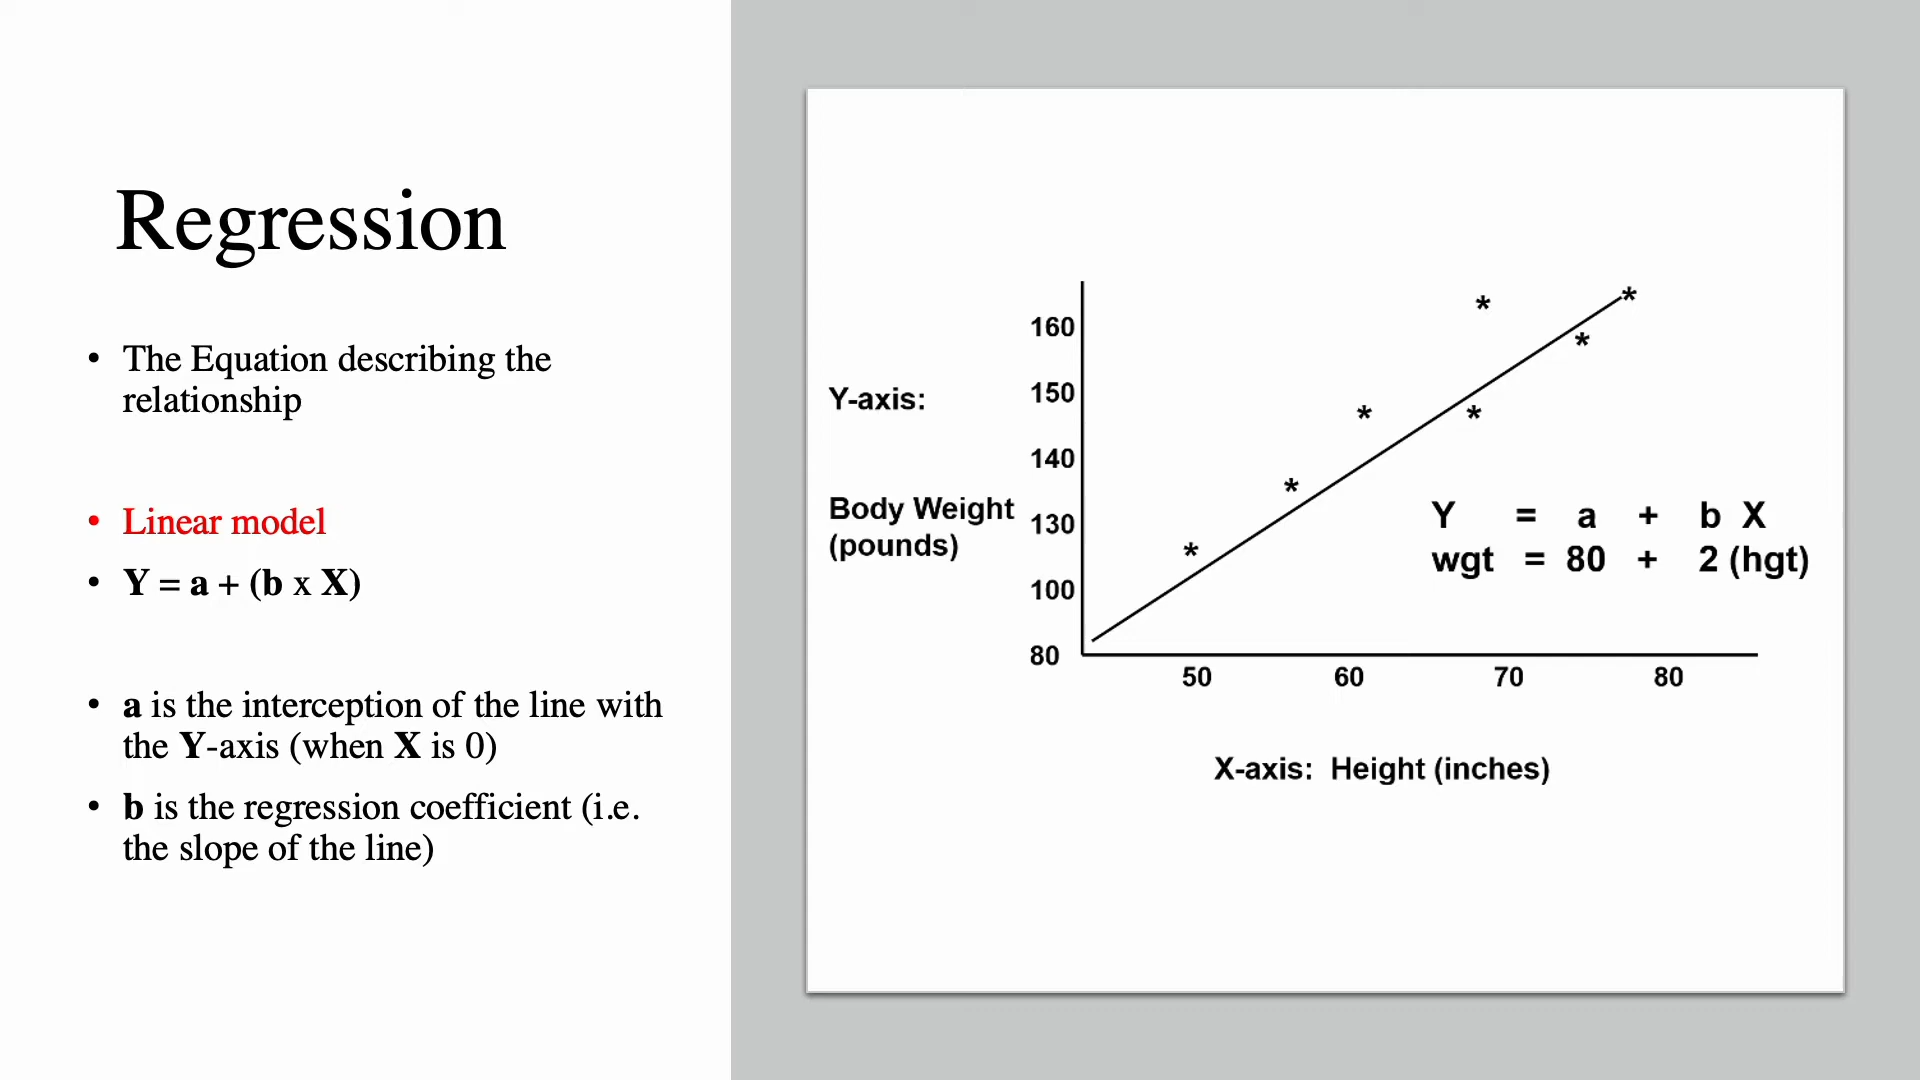 Regression
• The Equation describing the
relationship
• Linear model
• Y = a + (b x X)
• a is the interception of the line with
the Y-axis (when X is 0)
• b is the regression coefficient (i.e.
the slope of the line)
Y-axis:
Body Weight
(pounds)
160
150
140
130
100
80
* * * * * * *
Y = a + b X
wgt = 80 + 2 (hgt)
50 60 70 80
X-axis: Height (inches)